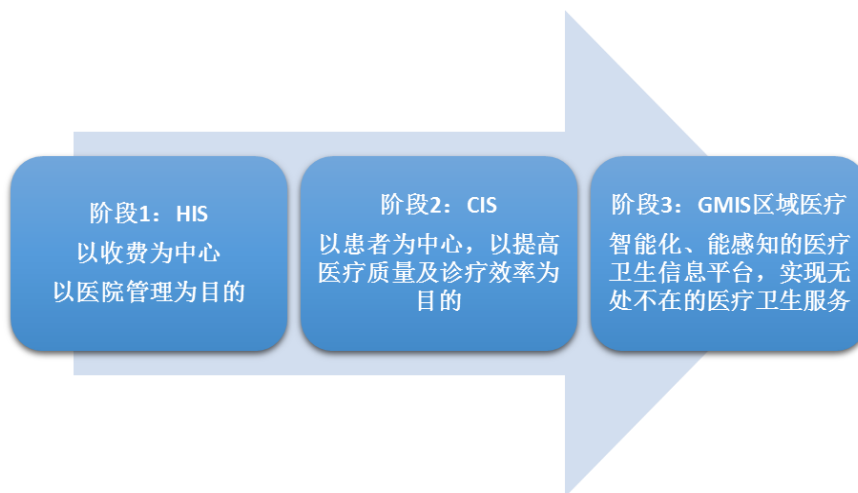 阶段1：HIS
以收费为中心
以医院管理为目的
阶段2：CIS
以患者为中心，以提高
医疗质量及诊疗效率为
目的
阶段3：GMIS区域医疗
智能化、能感知的医疗
卫生信息平台，实现无
处不在的医疗卫生服务